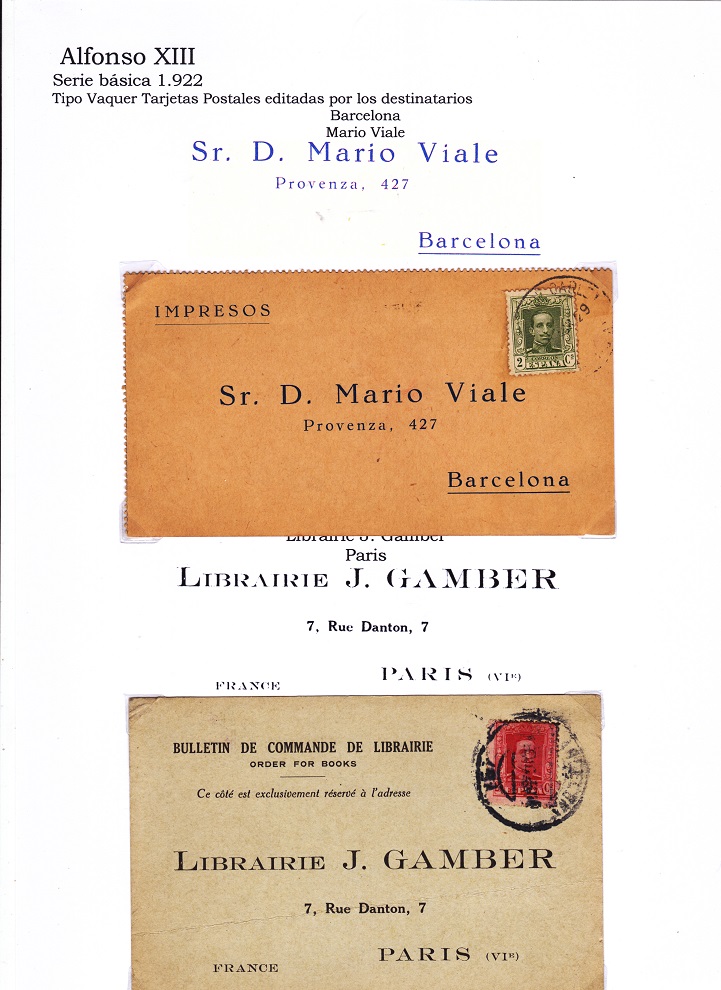 Alfonso XIII
Serie básica 1.922
Tipo Vaquer Tarjetas Postales editadas por los destinatarios
Barcelona
Mario Viale
Sr. D. Mario Viale
Provenza, 427
Barcelona
IMPRESOS
2 Cs
ESPAÑA
Sr. D. Mario Viale
Provenza, 427
Barcelona
Librairie J. Gamber
Paris
LIBRAIRIE J. GAMBER
7, Rue Danton, 7
PARIS (VIE)
FRANCE
BULLETIN DE COMMANDE DE LIBRAIRIE
ORDER FOR BOOKS
Ce côté est exclusivement réservé à l'adresse
LIBRAIRIE J. GAMBER
7, Rue Danton, 7
PARIS (VIE)
FRANCE